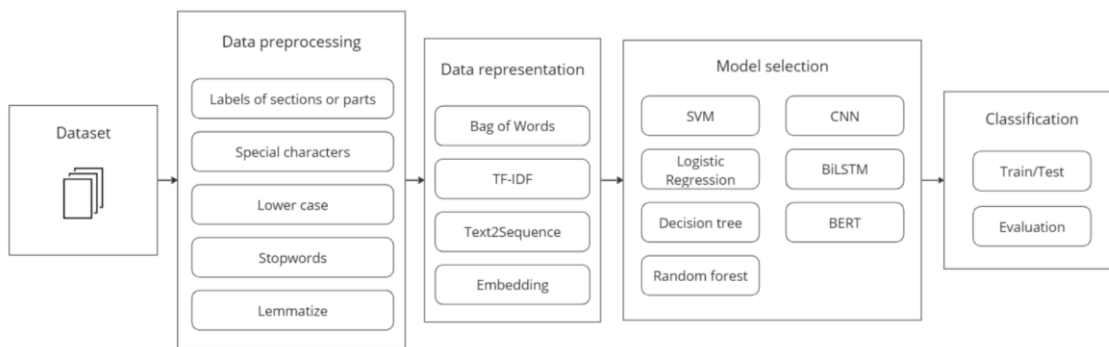 Dataset
Data preprocessing
Labels of sections or parts
Special characters
Lower case
Stopwords
Lemmatize
Data representation
Bag of Words
TF-IDF
Text2Sequence
Embedding
Model selection
SVM
Logistic
Regression
Decision tree
Random forest
CNN
BiLSTM
BERT
Classification
Train/Test
Evaluation